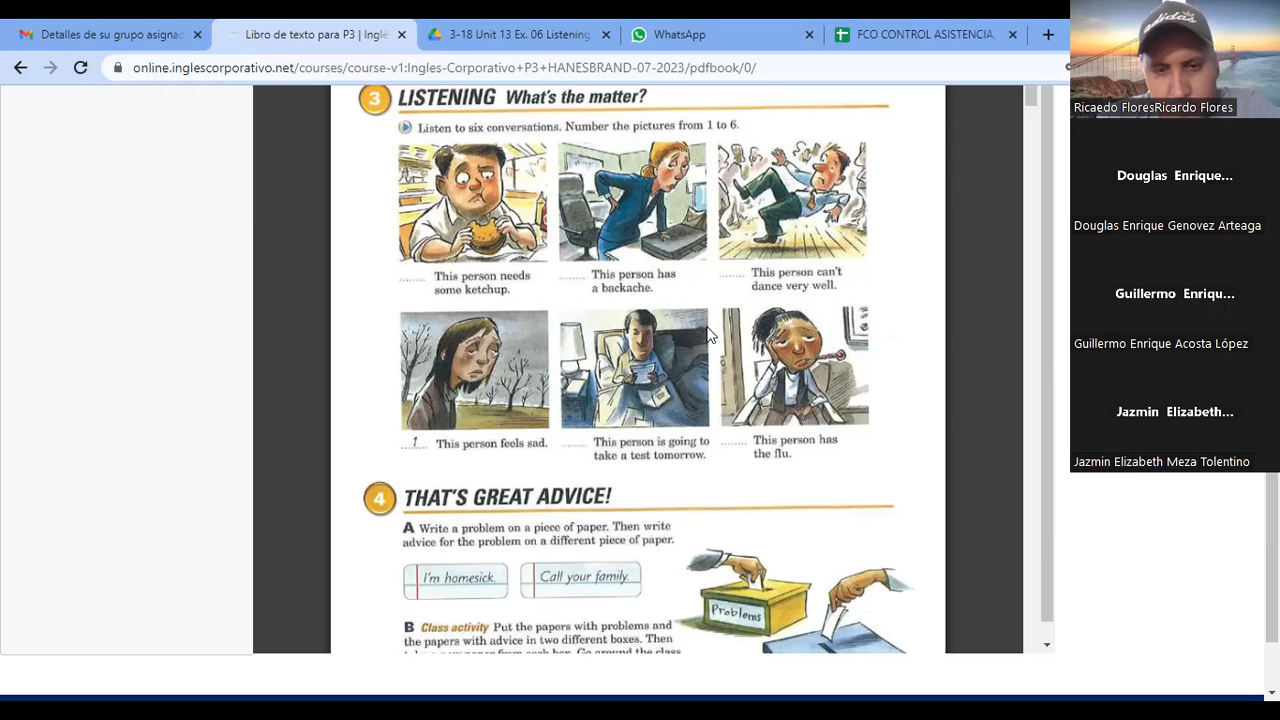 Detalles de su grupo asignad
Libro de texto para P3 | Inglé
3-18 Unit 13 Ex. 06 Listening
WhatsApp
FCO CONTROL ASISTENCIA
online.inglescorporativo.net/courses/course-v1:Ingles-Corporativo+P3+HANESBRAND-07-2023/pdfbook/0/
adidas
Ricaedo FloresRicardo Flores
Douglas Enrique...
Douglas Enrique Genovez Arteaga
Guillermo Enriqu...
Guillermo Enrique Acosta López
Jazmin Elizabeth...
Jazmin Elizabeth Meza Tolentino
3 LISTENING What's the matter?
Listen to six conversations. Number the pictures from 1 to 6.
This person needs
some ketchup.
This person has
a backache.
This person can't
dance very well.
1 This person feels sad.
This person is going to
take a test tomorrow.
This person has
the flu.
4 THAT'S GREAT ADVICE!
A Write a problem on a piece of paper. Then write
advice for the problem on a different piece of paper.
I'm homesick.
Call your family.
Problems
B Class activity Put the papers with problems and
the papers with advice in two different boxes. Then